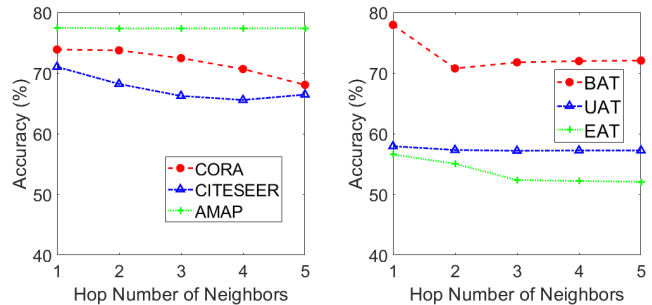 80
70
60
50
40
Accuracy (%)
CORA
CITESEER
AMAP
1 2 3 4 5
Hop Number of Neighbors
80
70
60
50
40
Accuracy (%)
BAT
UAT
EAT
1 2 3 4 5
Hop Number of Neighbors